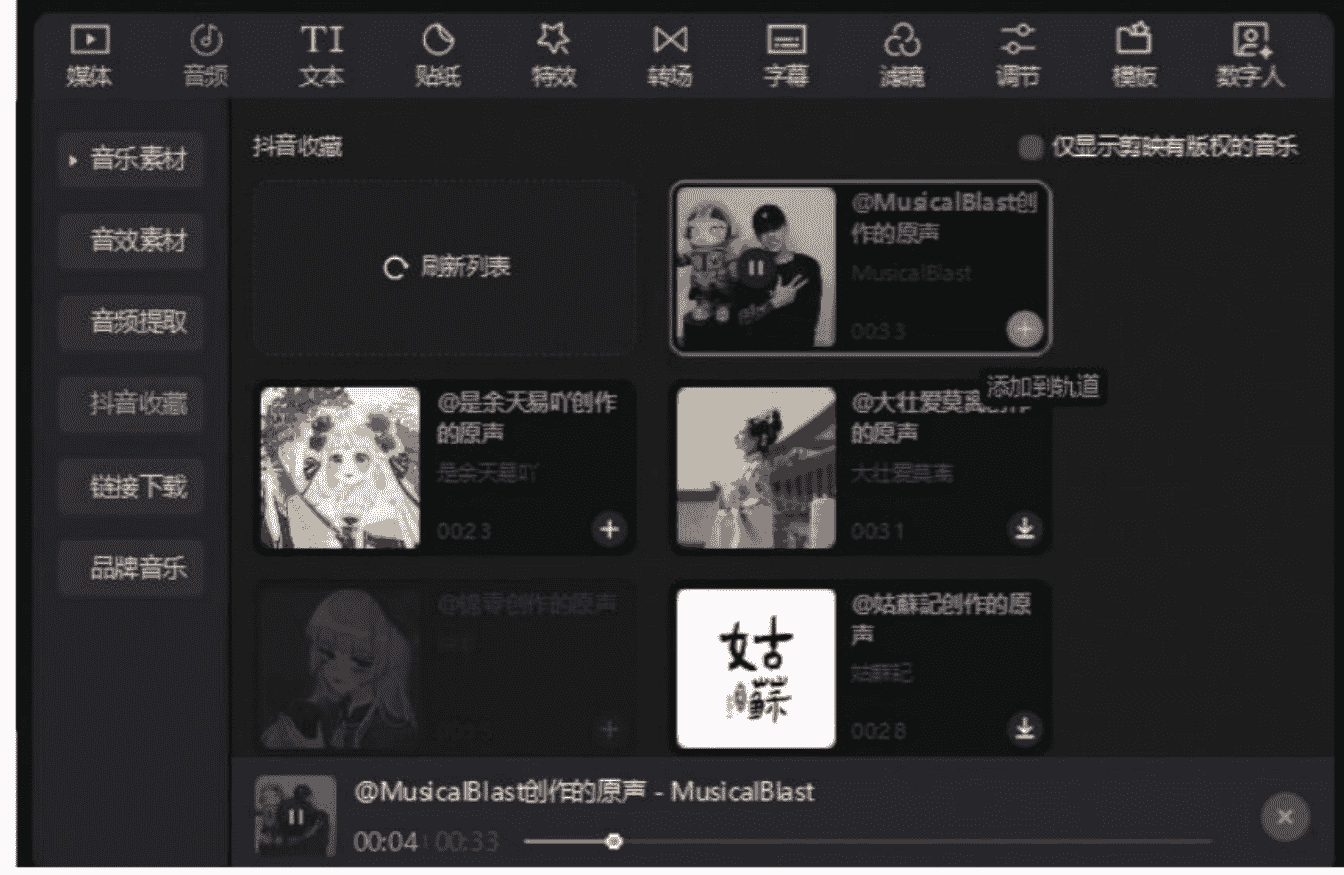 媒体
音频
TI
文本
贴纸
特效
转场
字幕
滤镜
调节
模板
数字人
音乐素材
音效素材
音频提取
抖音收藏
链接下载
品牌音乐
抖音收藏
仅显示剪映有版权的音乐
刷新列表
@MusicalBlast创
作的原声
MusicalBlast
00:33
添加到轨道
@是余天易吖创作
的原声
是余天易吖
00:23
@大壮爱莫离创作
的原声
大壮爱莫离
00:31
创作的原声
@姑蘇記创作的原
声
姑蘇記
00:28
姑
蘇
@MusicalBlast创作的原声 - MusicalBlast
00:04 | 00:33